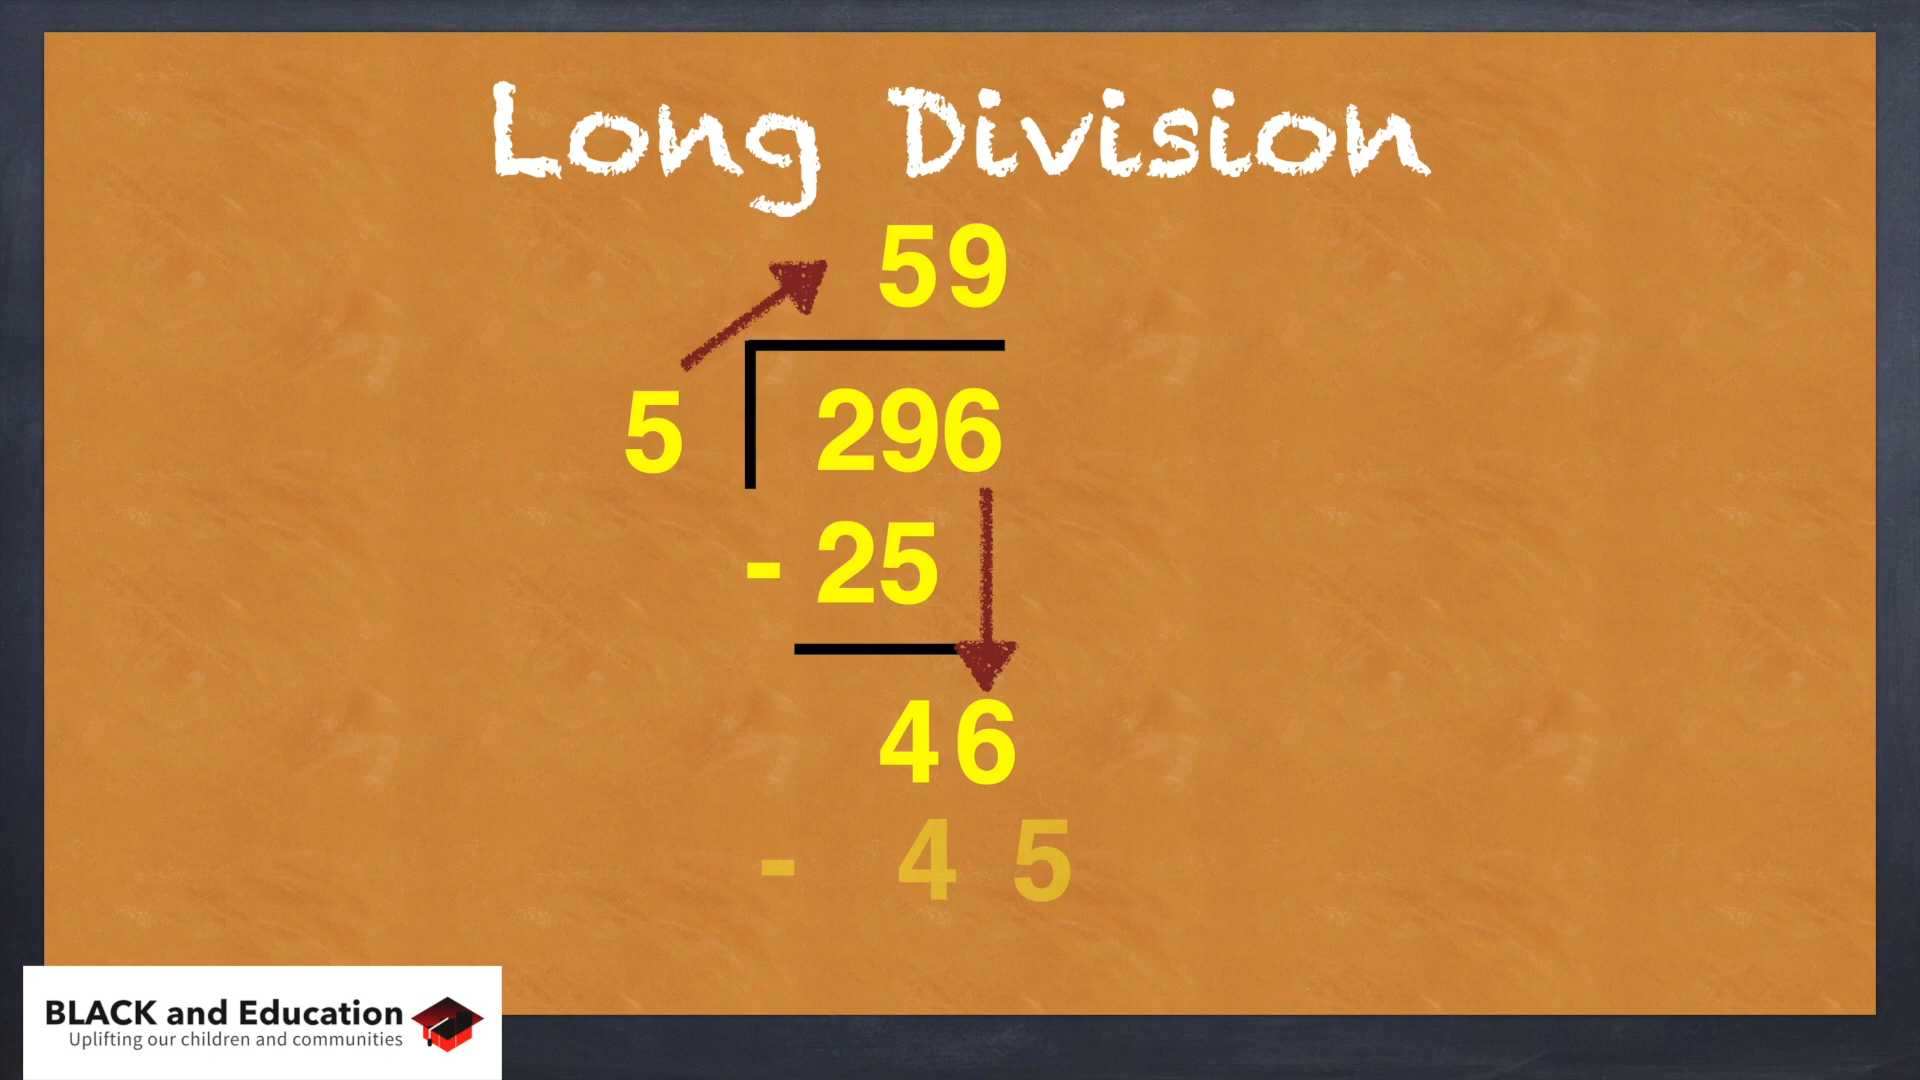 Long Division
59
5 296
- 25
46
- 4 5
BLACK and Education
Uplifting our children and communities